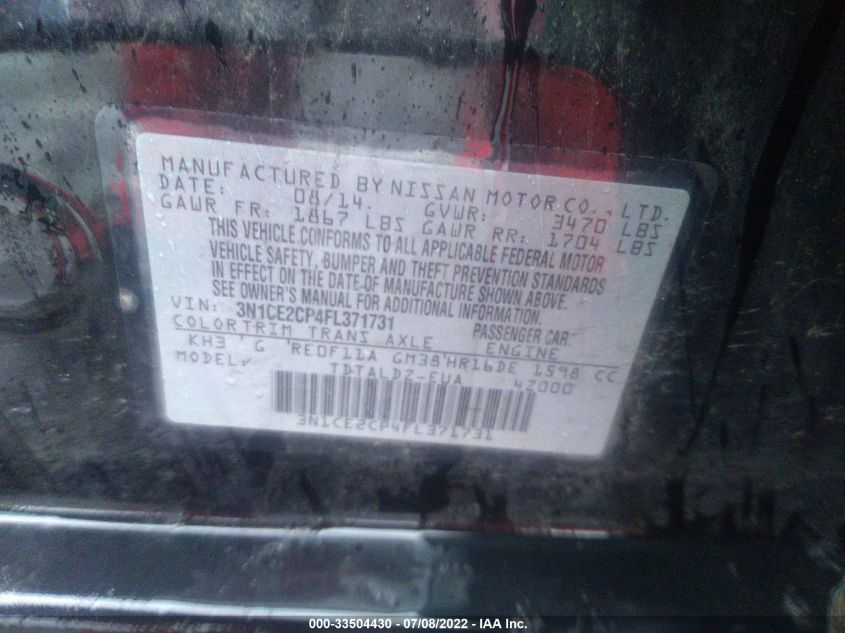 MANUFACTURED BY NISSAN MOTOR CO., LTD.
DATE: 08/14. GVWR: 3470 LBS
GAWR FR: 1867 LBS GAWR RR: 1704 LBS
THIS VEHICLE CONFORMS TO ALL APPLICABLE FEDERAL MOTOR
VEHICLE SAFETY, BUMPER AND THEFT PREVENTION STANDARDS
IN EFFECT ON THE DATE OF MANUFACTURE SHOWN ABOVE.
SEE OWNER'S MANUAL FOR ADDITIONAL INFORMATION.
VIN: 3N1CE2CP4FL371731 PASSENGER CAR
COLOR TRIM TRANS AXLE ENGINE
KH3 G RE0F11A GM38 HR16DE 1598 CC
MODEL: TDTALDZ-EUA 42000
3N1CE2CP4FL371731
000-33504430 - 07/08/2022 - IAA Inc.